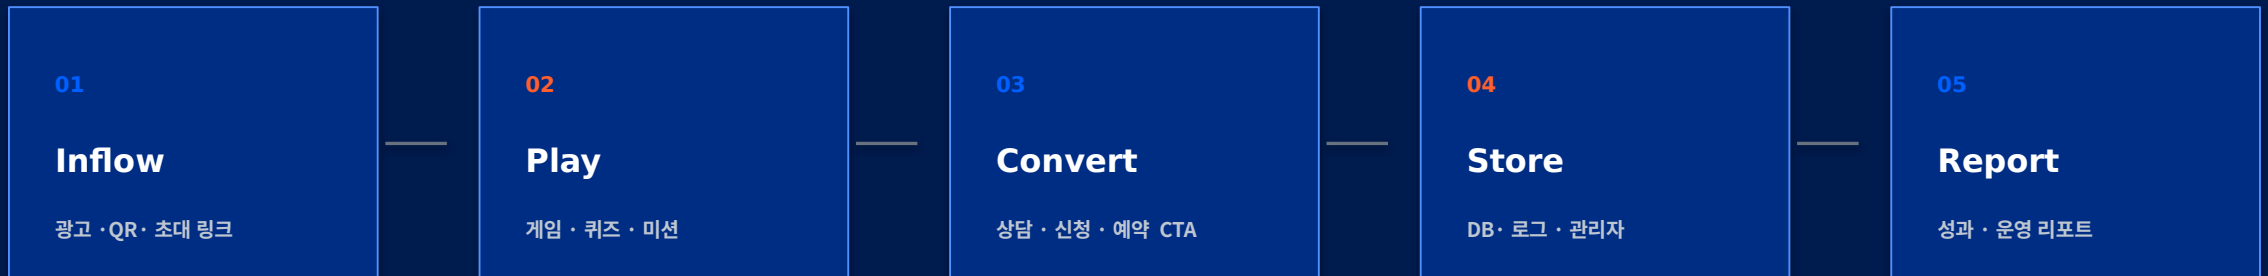 01
Inflow
광고 ·QR· 초대 링크
02
Play
게임 · 퀴즈 · 미션
03
Convert
상담 · 신청 · 예약 CTA
04
Store
DB· 로그 · 관리자
05
Report
성과 · 운영 리포트